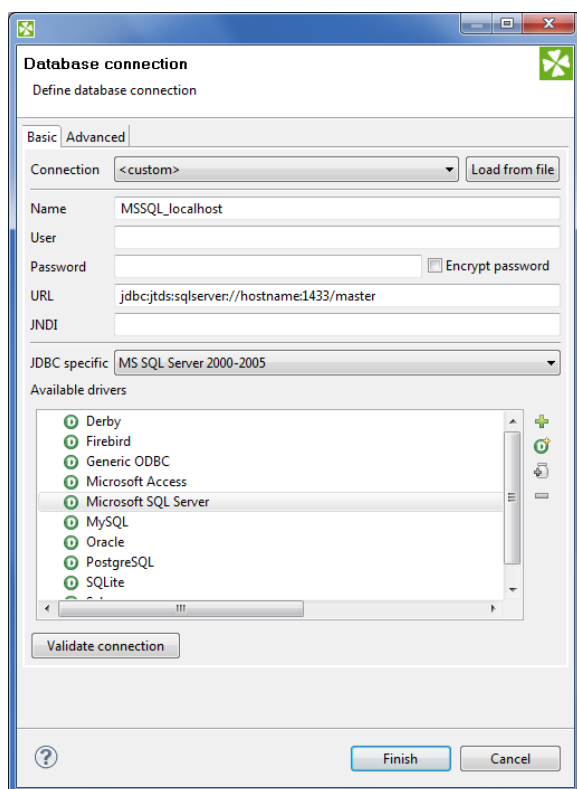 Database connection
Define database connection
Basic Advanced
Connection <custom> Load from file
Name MSSQL_localhost
User
Password Encrypt password
URL jdbc:jtds:sqlserver://hostname:1433/master
JNDI
JDBC specific MS SQL Server 2000-2005
Available drivers
Derby
Firebird
Generic ODBC
Microsoft Access
Microsoft SQL Server
MySQL
Oracle
PostgreSQL
SQLite
Validate connection
Finish Cancel